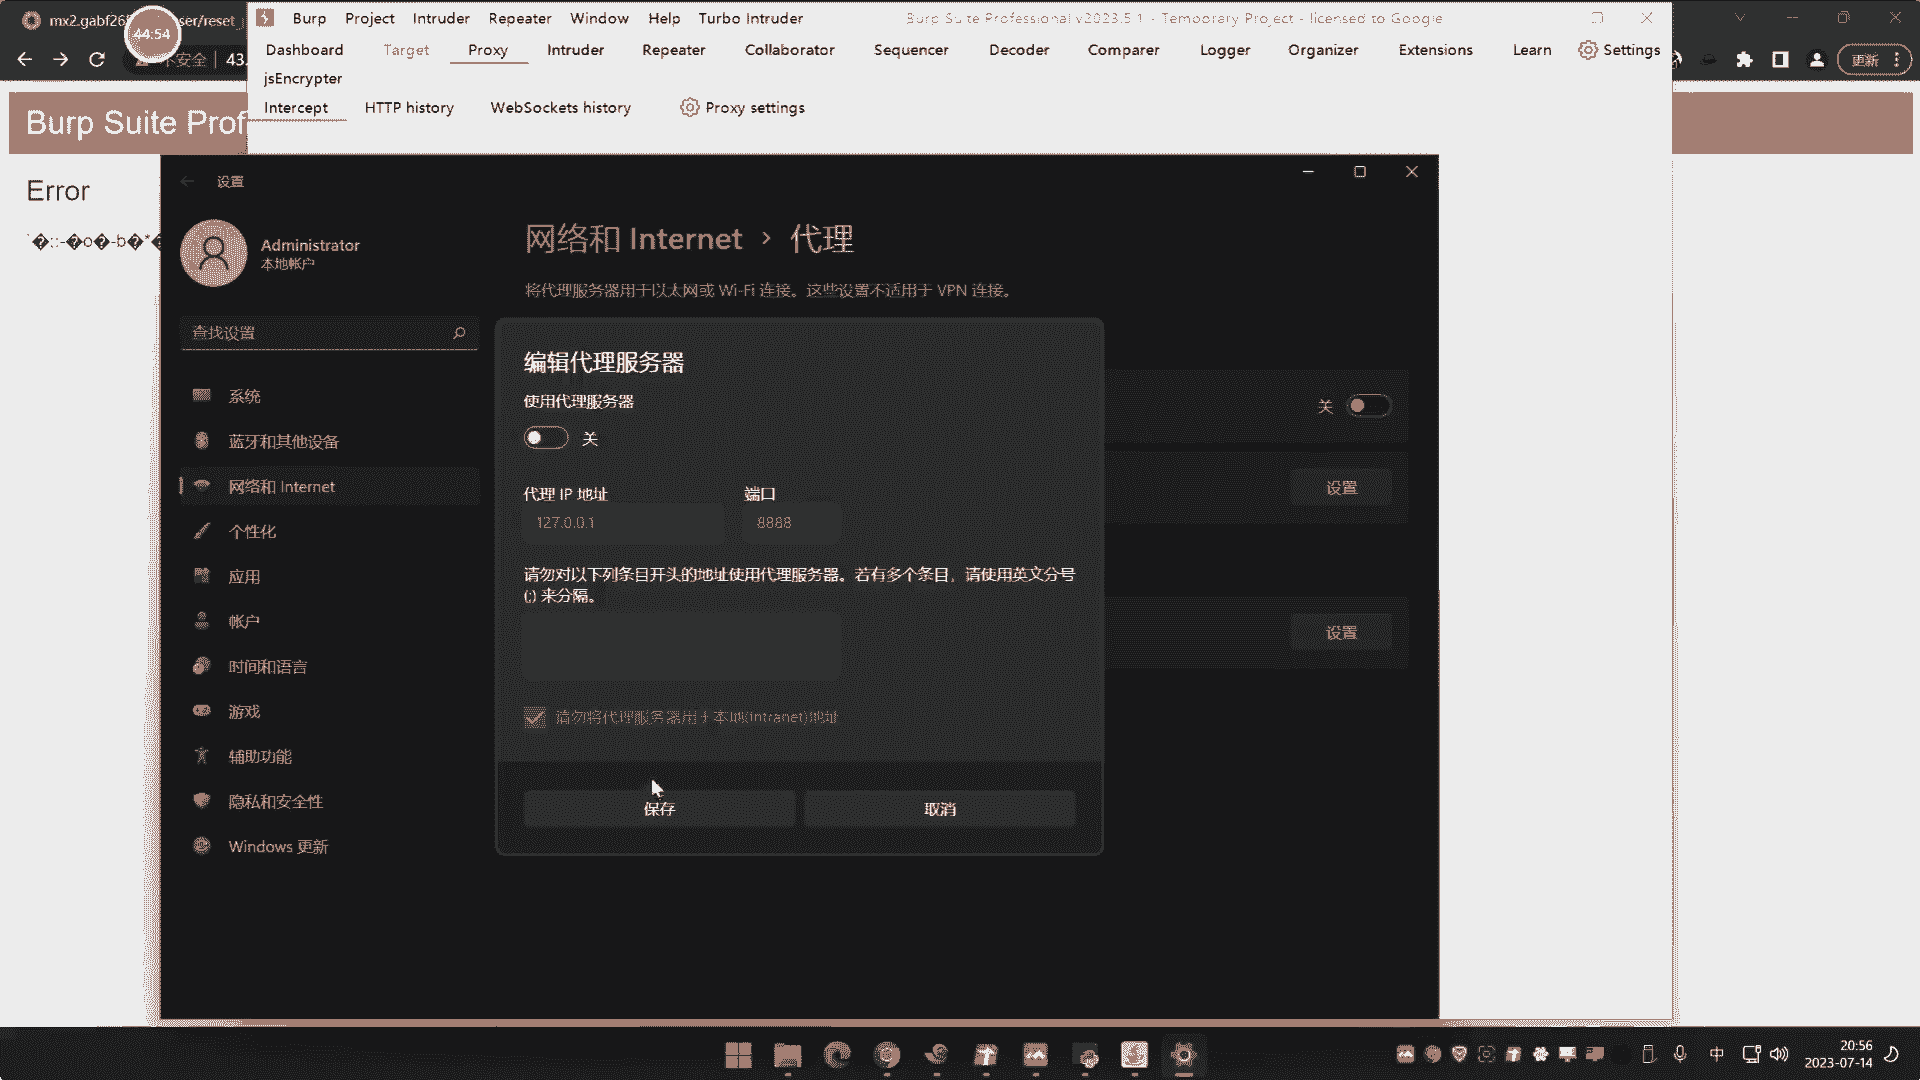 mx2.gabf26
ser/reset_
44:54
不安全
43.
Burp Project Intruder Repeater Window Help Turbo Intruder
Burp Suite Professional v2023.5.1 - Temporary Project - licensed to Google
Dashboard Target Proxy Intruder Repeater Collaborator Sequencer Decoder Comparer Logger Organizer Extensions Learn Settings
更新
jsEncrypter
Intercept HTTP history WebSockets history Proxy settings
Burp Suite Prof
Error
设置
Administrator
本地帐户
查找设置
系统
蓝牙和其他设备
网络和 Internet
个性化
应用
帐户
时间和语言
游戏
辅助功能
隐私和安全性
Windows 更新
网络和 Internet › 代理
将代理服务器用于以太网或 Wi-Fi 连接。这些设置不适用于 VPN 连接。
关
设置
设置
编辑代理服务器
使用代理服务器
关
代理 IP 地址 端口
127.0.0.1 8888
请勿对以下列条目开头的地址使用代理服务器。若有多个条目，请使用英文分号
(;) 来分隔。
请勿将代理服务器用于本地(Intranet)地址
保存 取消
中
20:56
2023-07-14